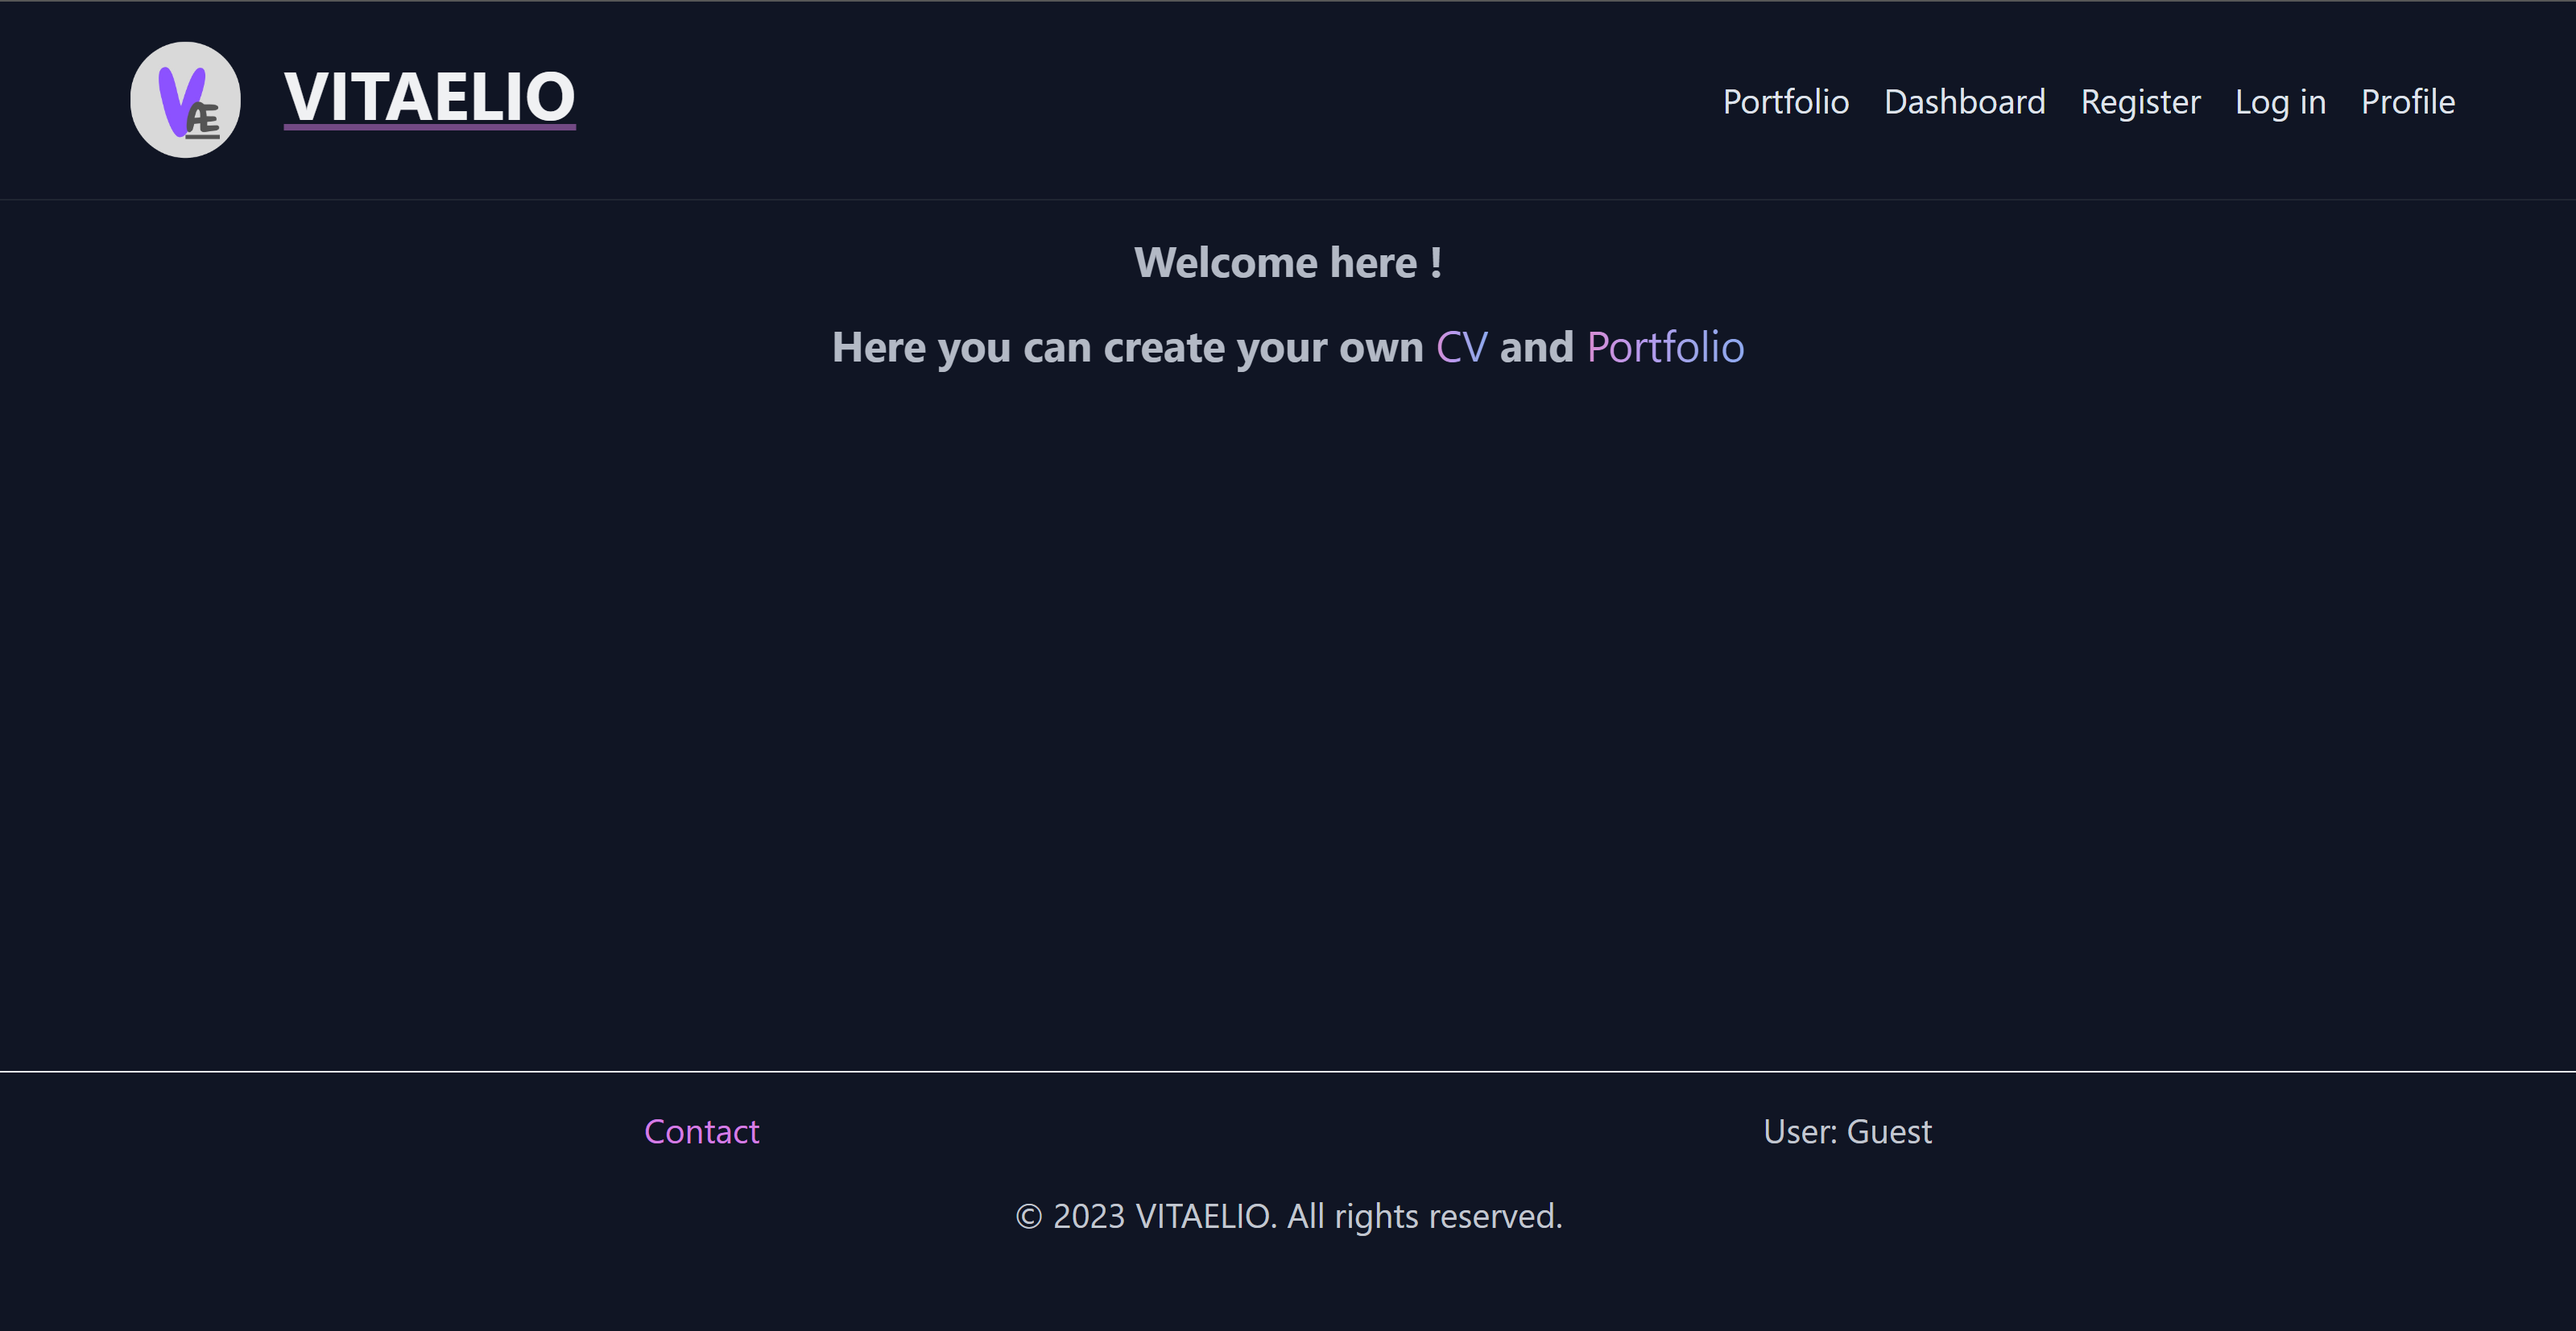 VÆ
VITAELIO
Portfolio Dashboard Register Log in Profile
Welcome here !
Here you can create your own CV and Portfolio
Contact
User: Guest
© 2023 VITAELIO. All rights reserved.